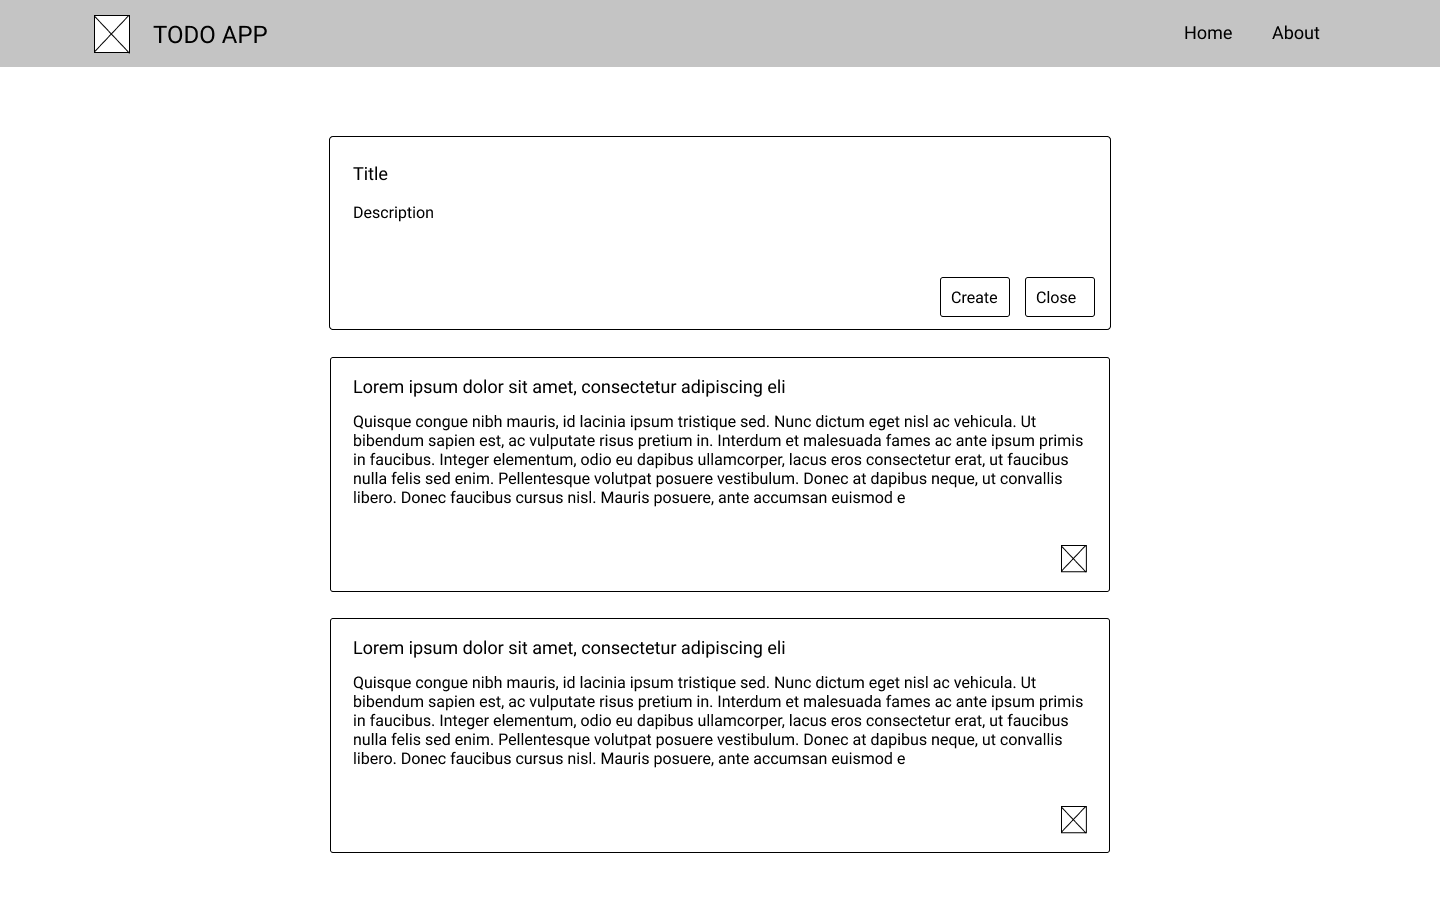 TODO APP
Home
About
Title
Description
Create
Close
Lorem ipsum dolor sit amet, consectetur adipiscing eli
Quisque congue nibh mauris, id lacinia ipsum tristique sed. Nunc dictum eget nisl ac vehicula. Ut
bibendum sapien est, ac vulputate risus pretium in. Interdum et malesuada fames ac ante ipsum primis
in faucibus. Integer elementum, odio eu dapibus ullamcorper, lacus eros consectetur erat, ut faucibus
nulla felis sed enim. Pellentesque volutpat posuere vestibulum. Donec at dapibus neque, ut convallis
libero. Donec faucibus cursus nisl. Mauris posuere, ante accumsan euismod e
Lorem ipsum dolor sit amet, consectetur adipiscing eli
Quisque congue nibh mauris, id lacinia ipsum tristique sed. Nunc dictum eget nisl ac vehicula. Ut
bibendum sapien est, ac vulputate risus pretium in. Interdum et malesuada fames ac ante ipsum primis
in faucibus. Integer elementum, odio eu dapibus ullamcorper, lacus eros consectetur erat, ut faucibus
nulla felis sed enim. Pellentesque volutpat posuere vestibulum. Donec at dapibus neque, ut convallis
libero. Donec faucibus cursus nisl. Mauris posuere, ante accumsan euismod e